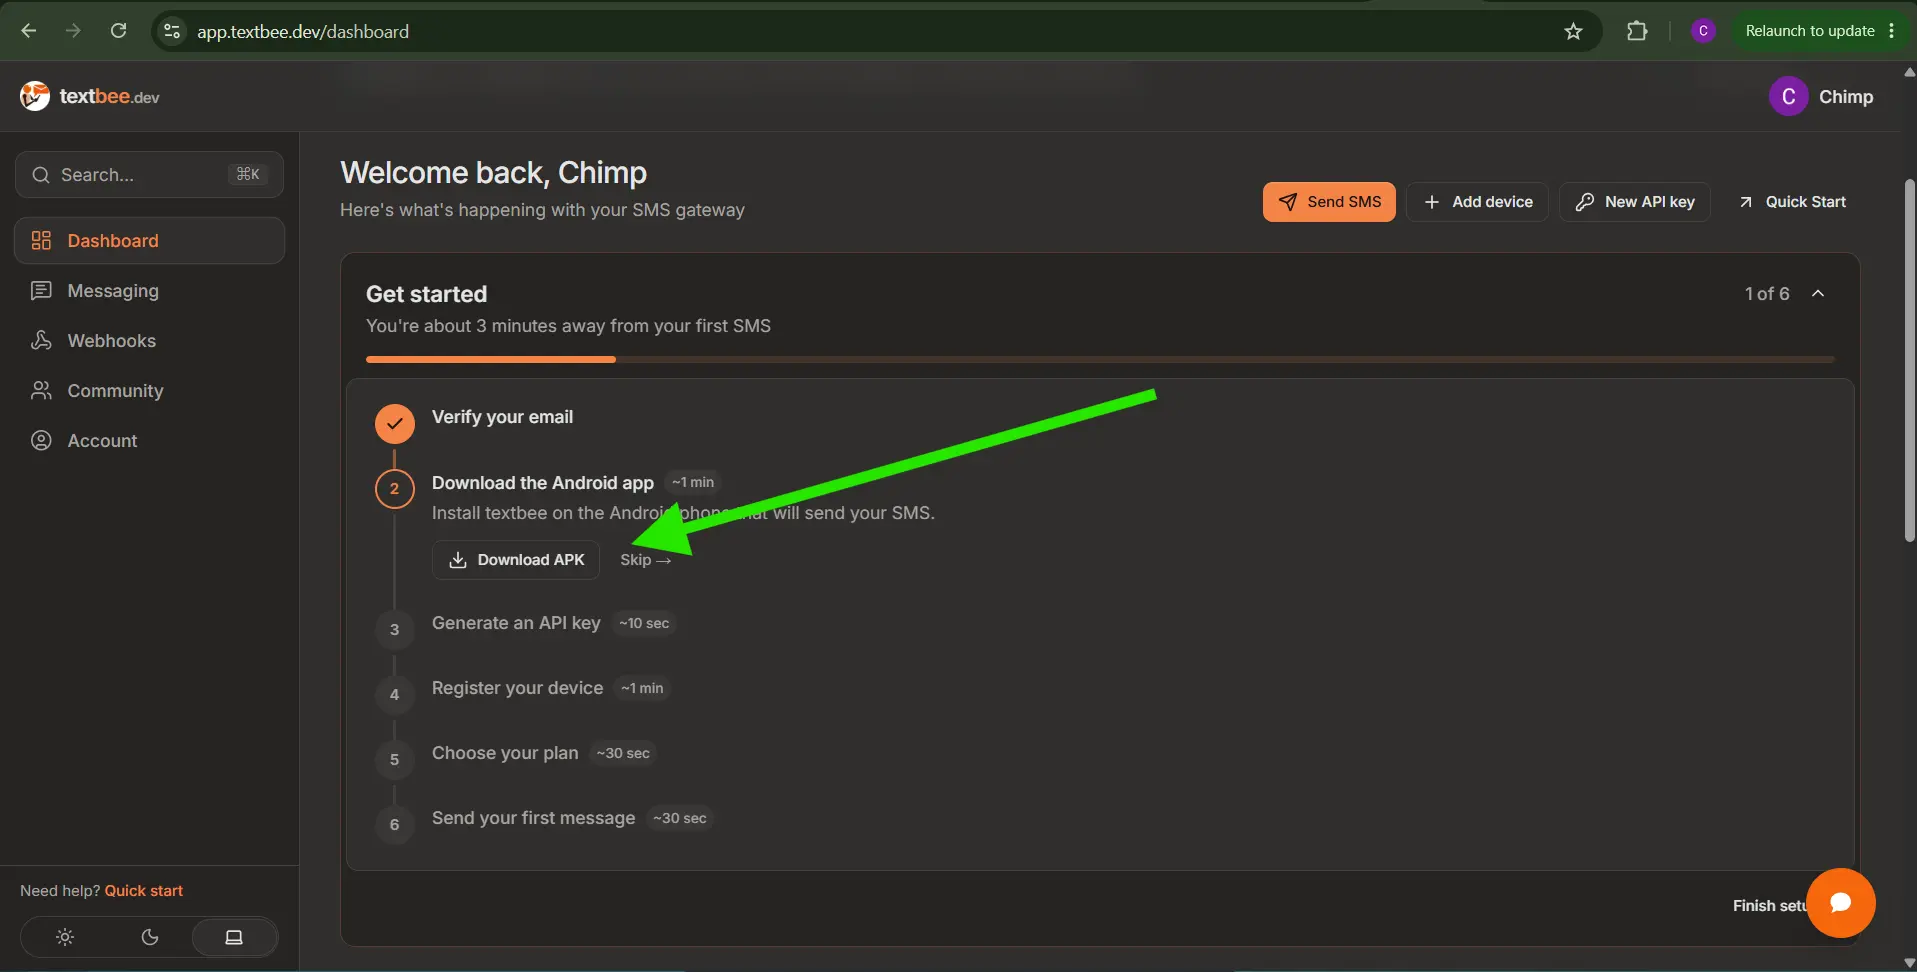 app.textbee.dev/dashboard
C
Relaunch to update
textbee.dev
C
Chimp
Search...
⌘K
Dashboard
Messaging
Webhooks
Community
Account
Need help? Quick start
Welcome back, Chimp
Here's what's happening with your SMS gateway
Send SMS
Add device
New API key
Quick Start
Get started
1 of 6
You're about 3 minutes away from your first SMS
Verify your email
2
Download the Android app
~1 min
Install textbee on the Android phone that will send your SMS.
Download APK
Skip →
3
Generate an API key
~10 sec
4
Register your device
~1 min
5
Choose your plan
~30 sec
6
Send your first message
~30 sec
Finish setu